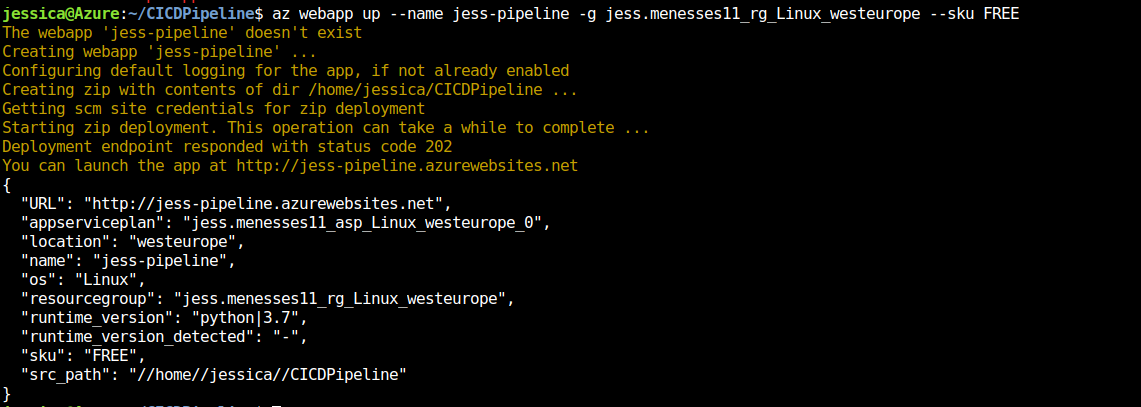 jessica@Azure:~/CICDPipeline$ az webapp up --name jess-pipeline -g jess.menesses11_rg_Linux_westeurope --sku FREE
The webapp 'jess-pipeline' doesn't exist
Creating webapp 'jess-pipeline' ...
Configuring default logging for the app, if not already enabled
Creating zip with contents of dir /home/jessica/CICDPipeline ...
Getting scm site credentials for zip deployment
Starting zip deployment. This operation can take a while to complete ...
Deployment endpoint responded with status code 202
You can launch the app at http://jess-pipeline.azurewebsites.net
{
  "URL": "http://jess-pipeline.azurewebsites.net",
  "appserviceplan": "jess.menesses11_asp_Linux_westeurope_0",
  "location": "westeurope",
  "name": "jess-pipeline",
  "os": "Linux",
  "resourcegroup": "jess.menesses11_rg_Linux_westeurope",
  "runtime_version": "python|3.7",
  "runtime_version_detected": "-",
  "sku": "FREE",
  "src_path": "//home//jessica//CICDPipeline"
}